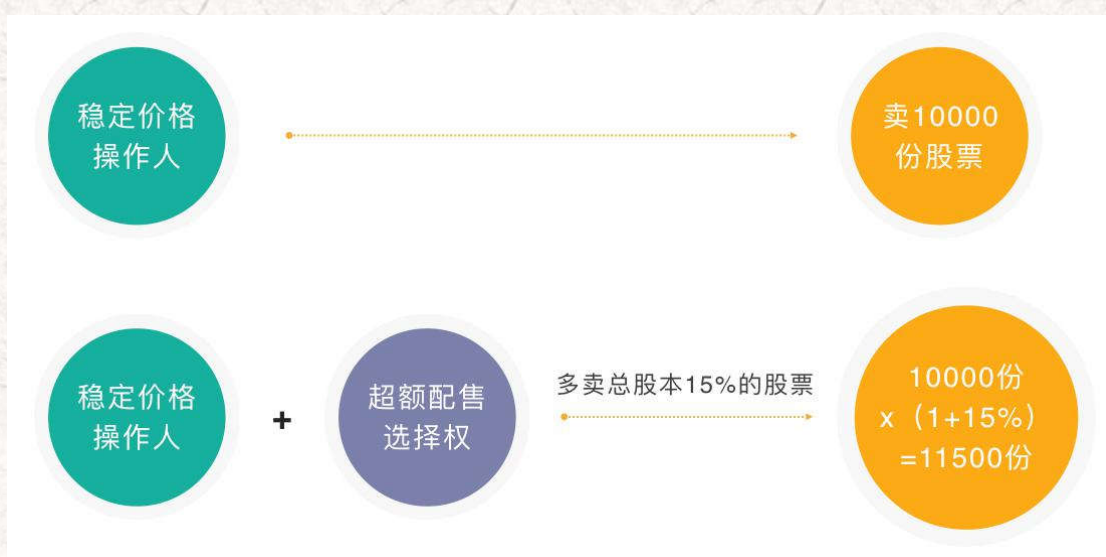 稳定价格
操作人
卖10000
份股票
稳定价格
操作人
+
超额配售
选择权
多卖总股本15%的股票
10000份
x（1+15%）
=11500份